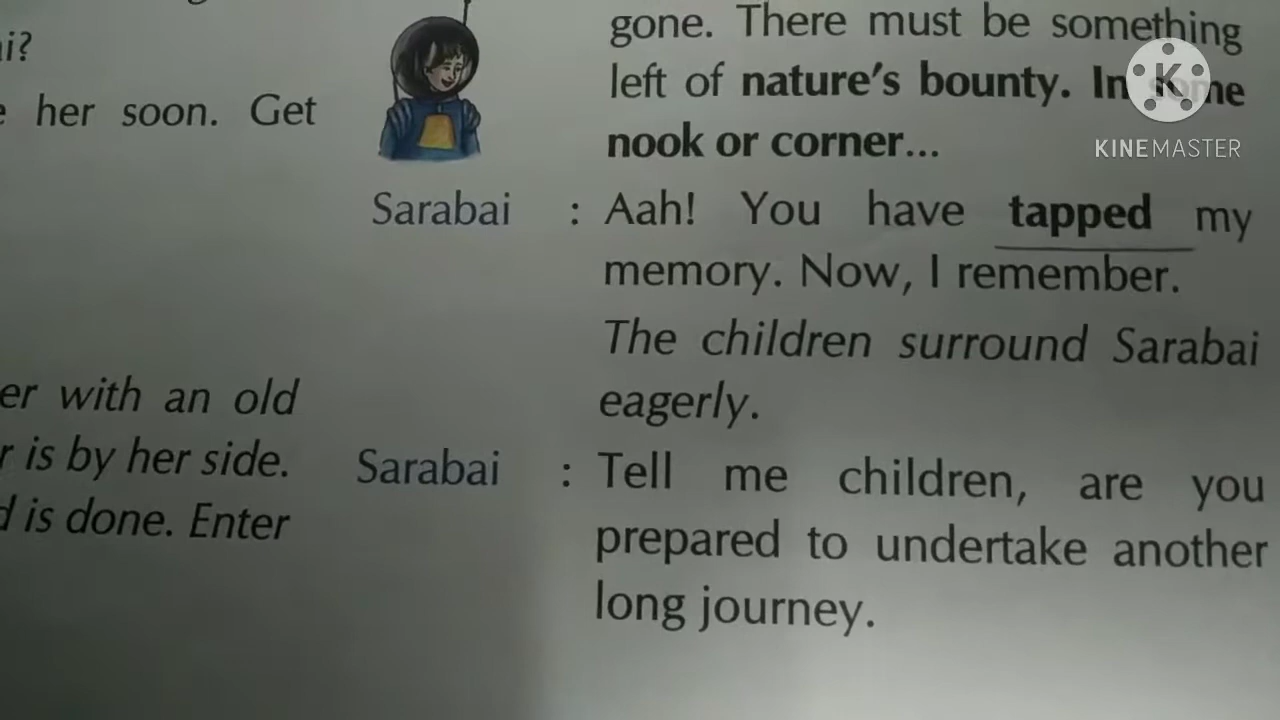 i?
her soon. Get
er with an old
r is by her side.
d is done. Enter
gone. There must be something
left of nature's bounty. In some
nook or corner...
Sarabai : Aah! You have tapped my
memory. Now, I remember.
The children surround Sarabai
eagerly.
Sarabai : Tell me children, are you
prepared to undertake another
long journey.
K
KINEMASTER